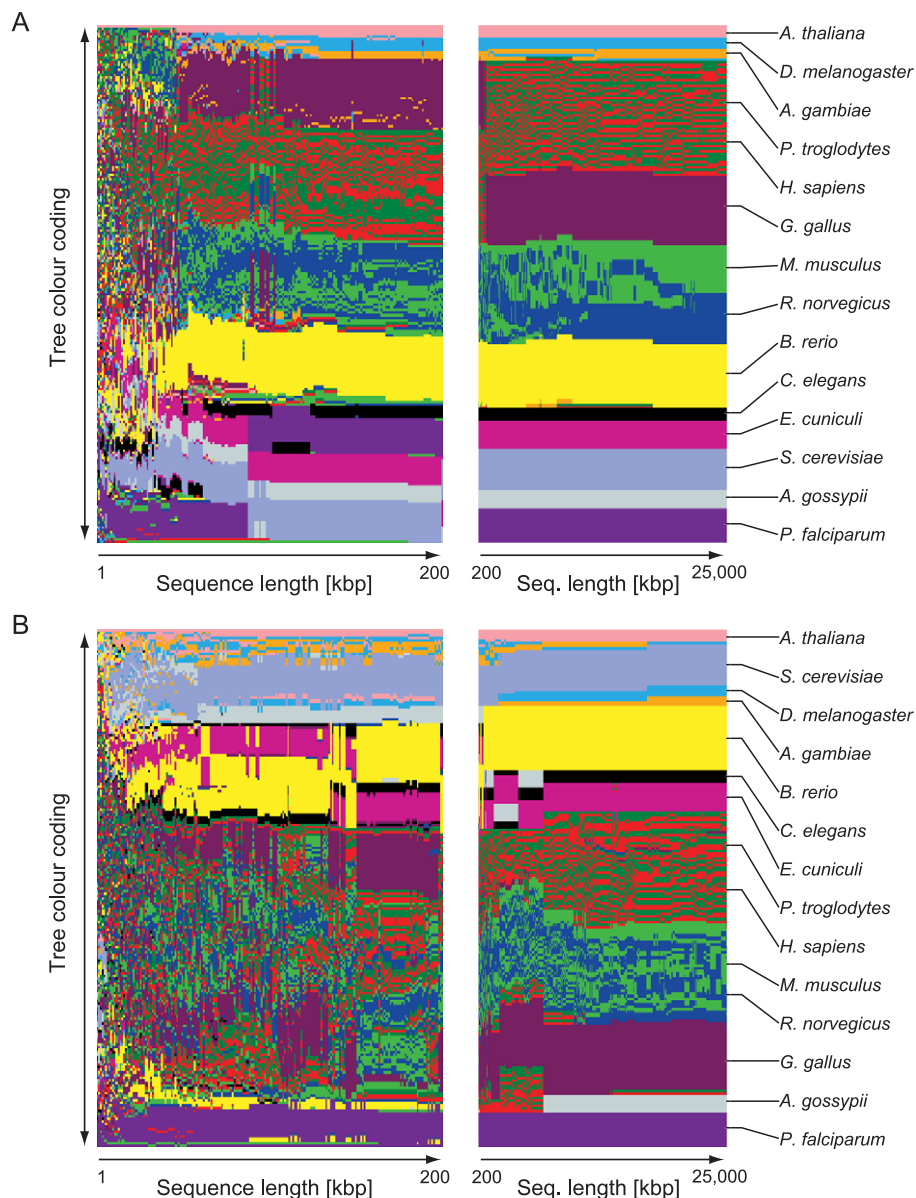 A
Tree colour coding
A. thaliana
D. melanogaster
A. gambiae
P. troglodytes
H. sapiens
G. gallus
M. musculus
R. norvegicus
B. rerio
C. elegans
E. cuniculi
S. cerevisiae
A. gossypii
P. falciparum
1 Sequence length [kbp] 200
200 Seq. length [kbp] 25,000
B
Tree colour coding
A. thaliana
S. cerevisiae
D. melanogaster
A. gambiae
B. rerio
C. elegans
E. cuniculi
P. troglodytes
H. sapiens
M. musculus
R. norvegicus
G. gallus
A. gossypii
P. falciparum
1 Sequence length [kbp] 200
200 Seq. length [kbp] 25,000